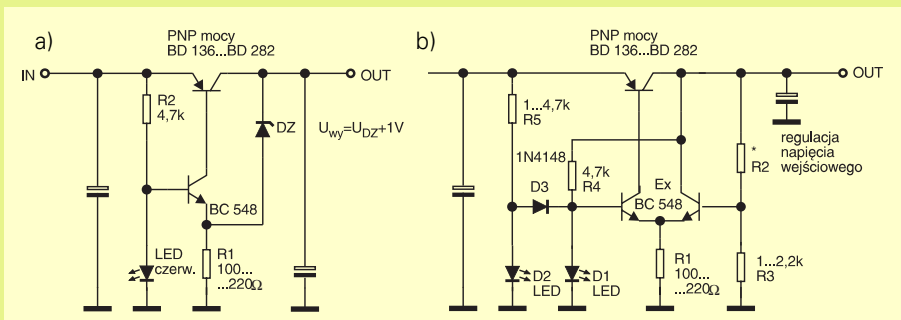 a)
PNP mocy
BD 136...BD 282
IN
OUT
R2
4,7k
DZ
Uwy=UDZ+1V
BC 548
LED
czerw.
R1
100...
...220Ω
b)
PNP mocy
BD 136...BD 282
OUT
1...4,7k
R5
1N4148
4,7k
R4
D3
Ex
BC 548
*
R2
regulacja
napięcia
wejściowego
D2
LED
D1
LED
R1
100...
...220Ω
1...2,2k
R3